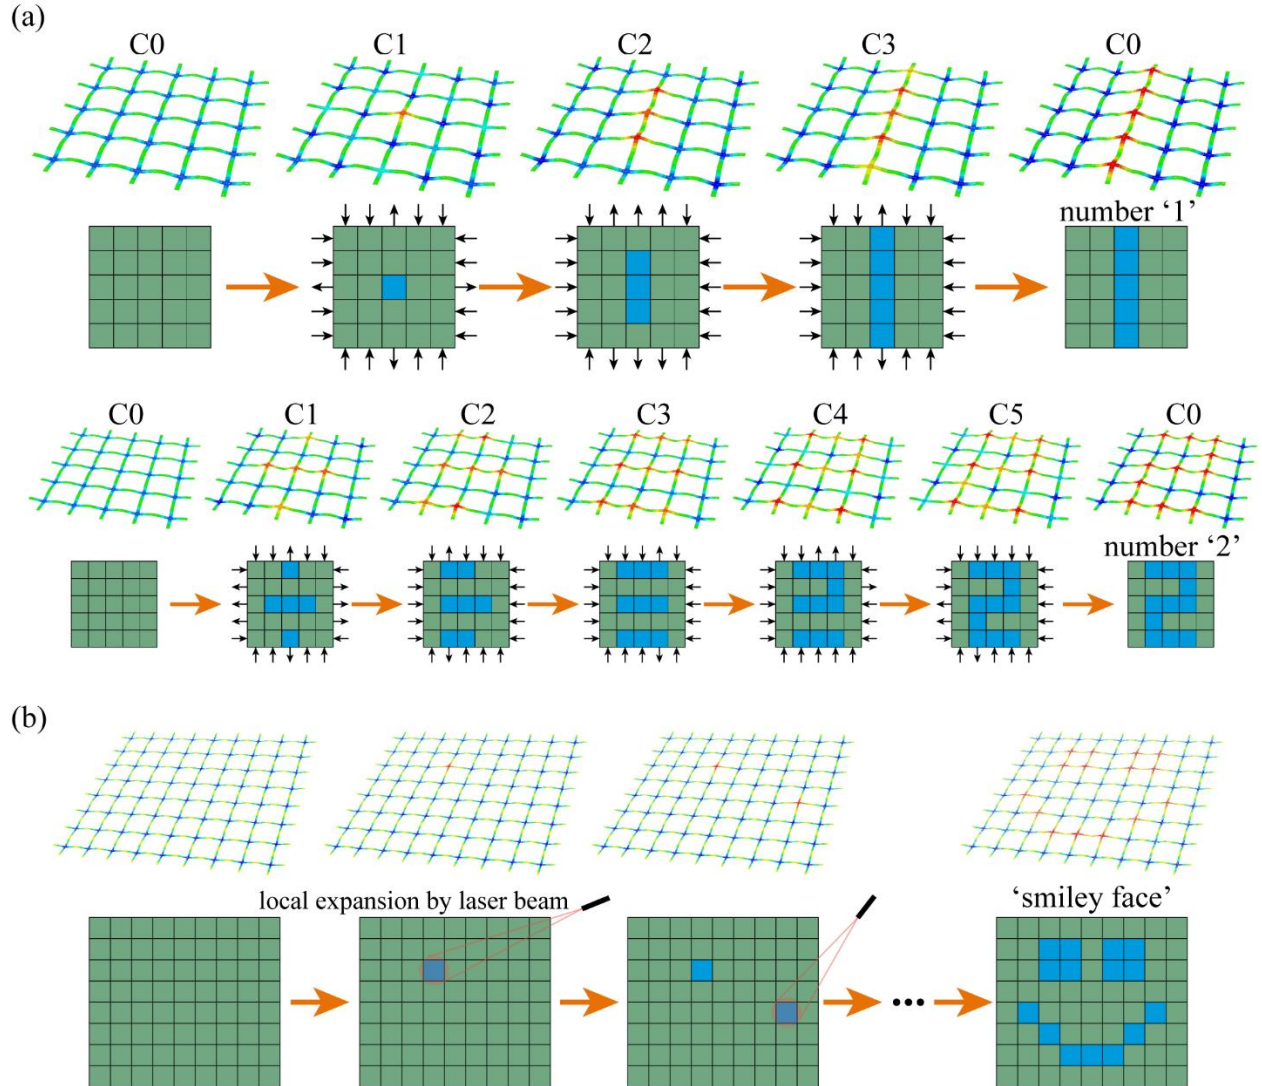 (a)
C0 C1 C2 C3 C0
number ‘1’
C0 C1 C2 C3 C4 C5 C0
number ‘2’
(b)
local expansion by laser beam
‘smiley face’